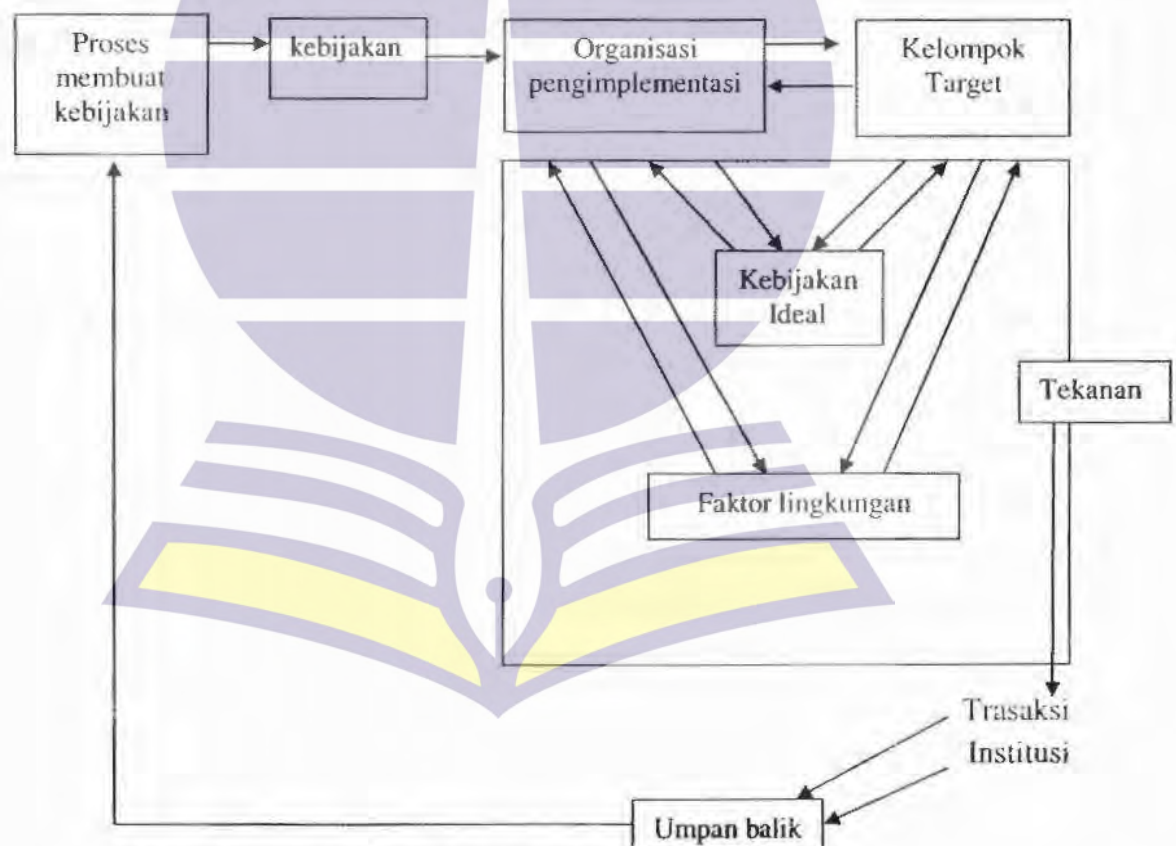 Proses
membuat
kebijakan
kebijakan
Organisasi
pengimplementasi
Kelompok
Target
Kebijakan
Ideal
Tekanan
Faktor lingkungan
Trasaksi
Institusi
Umpan balik